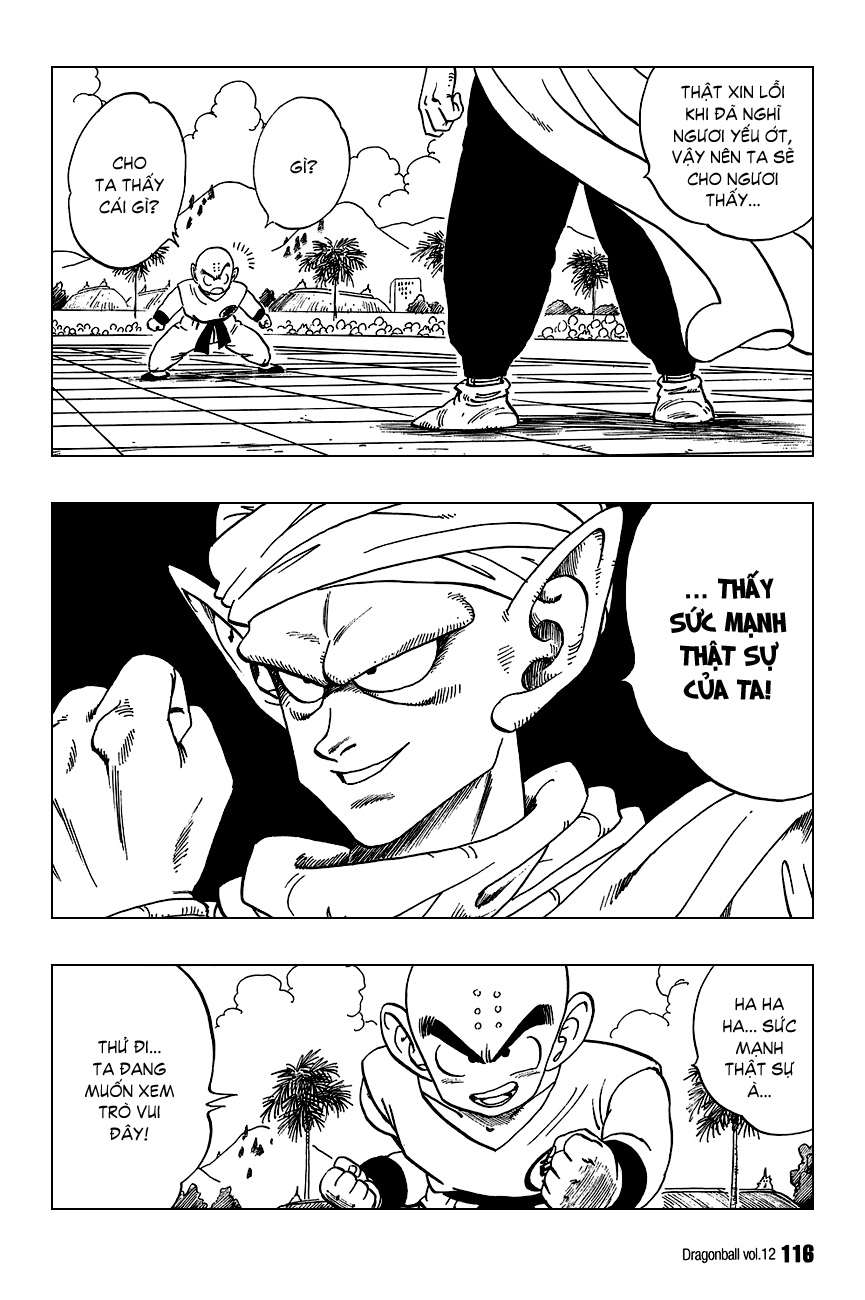 THẬT XIN LỖI
KHI ĐÃ NGHĨ
NGƯƠI YẾU ỚT,
VẬY NÊN TA SẼ
CHO NGƯƠI
THẤY...
GÌ?
CHO
TA THẤY
CÁI GÌ?
... THẤY
SỨC MẠNH
THẬT SỰ
CỦA TA!
HA HA
HA... SỨC
MẠNH
THẬT SỰ
À...
THỬ ĐI...
TA ĐANG
MUỐN XEM
TRÒ VUI
ĐÂY!
Dragonball vol.12 116